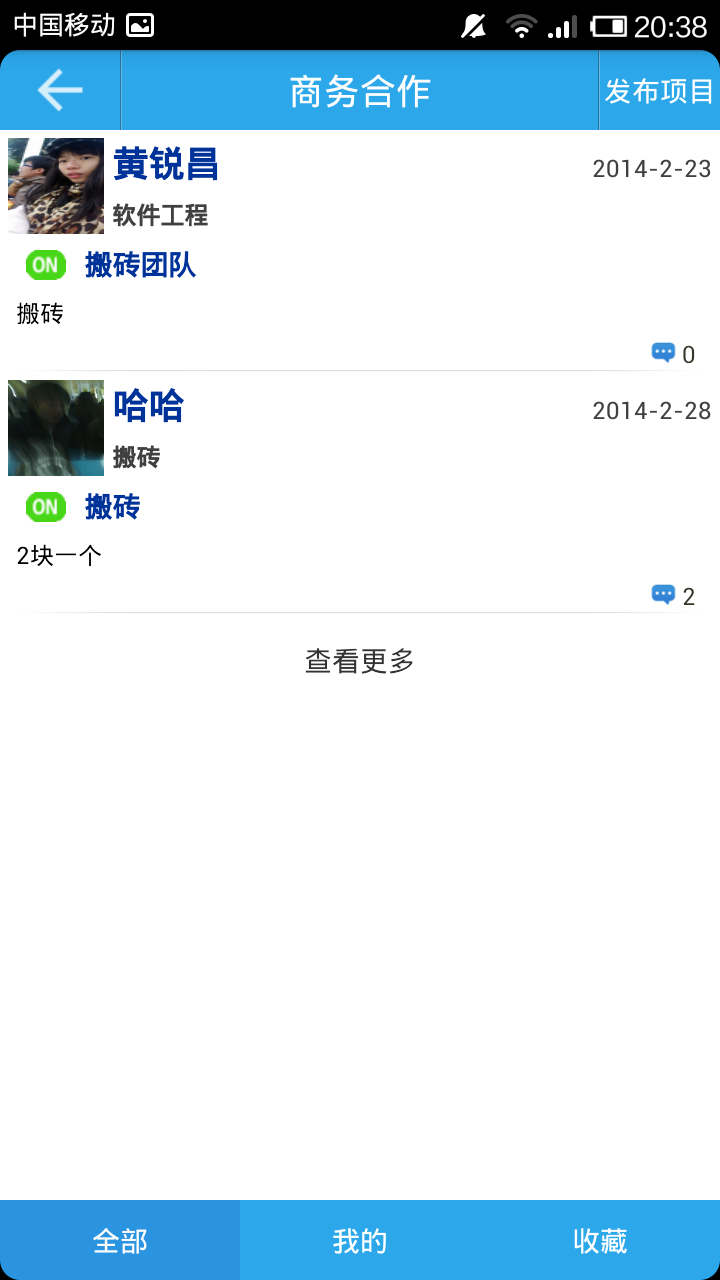 中国移动 20:38
商务合作 发布项目
黄锐昌 2014-2-23
软件工程
ON 搬砖团队
搬砖
0
哈哈 2014-2-28
搬砖
ON 搬砖
2块一个
2
查看更多
全部 我的 收藏